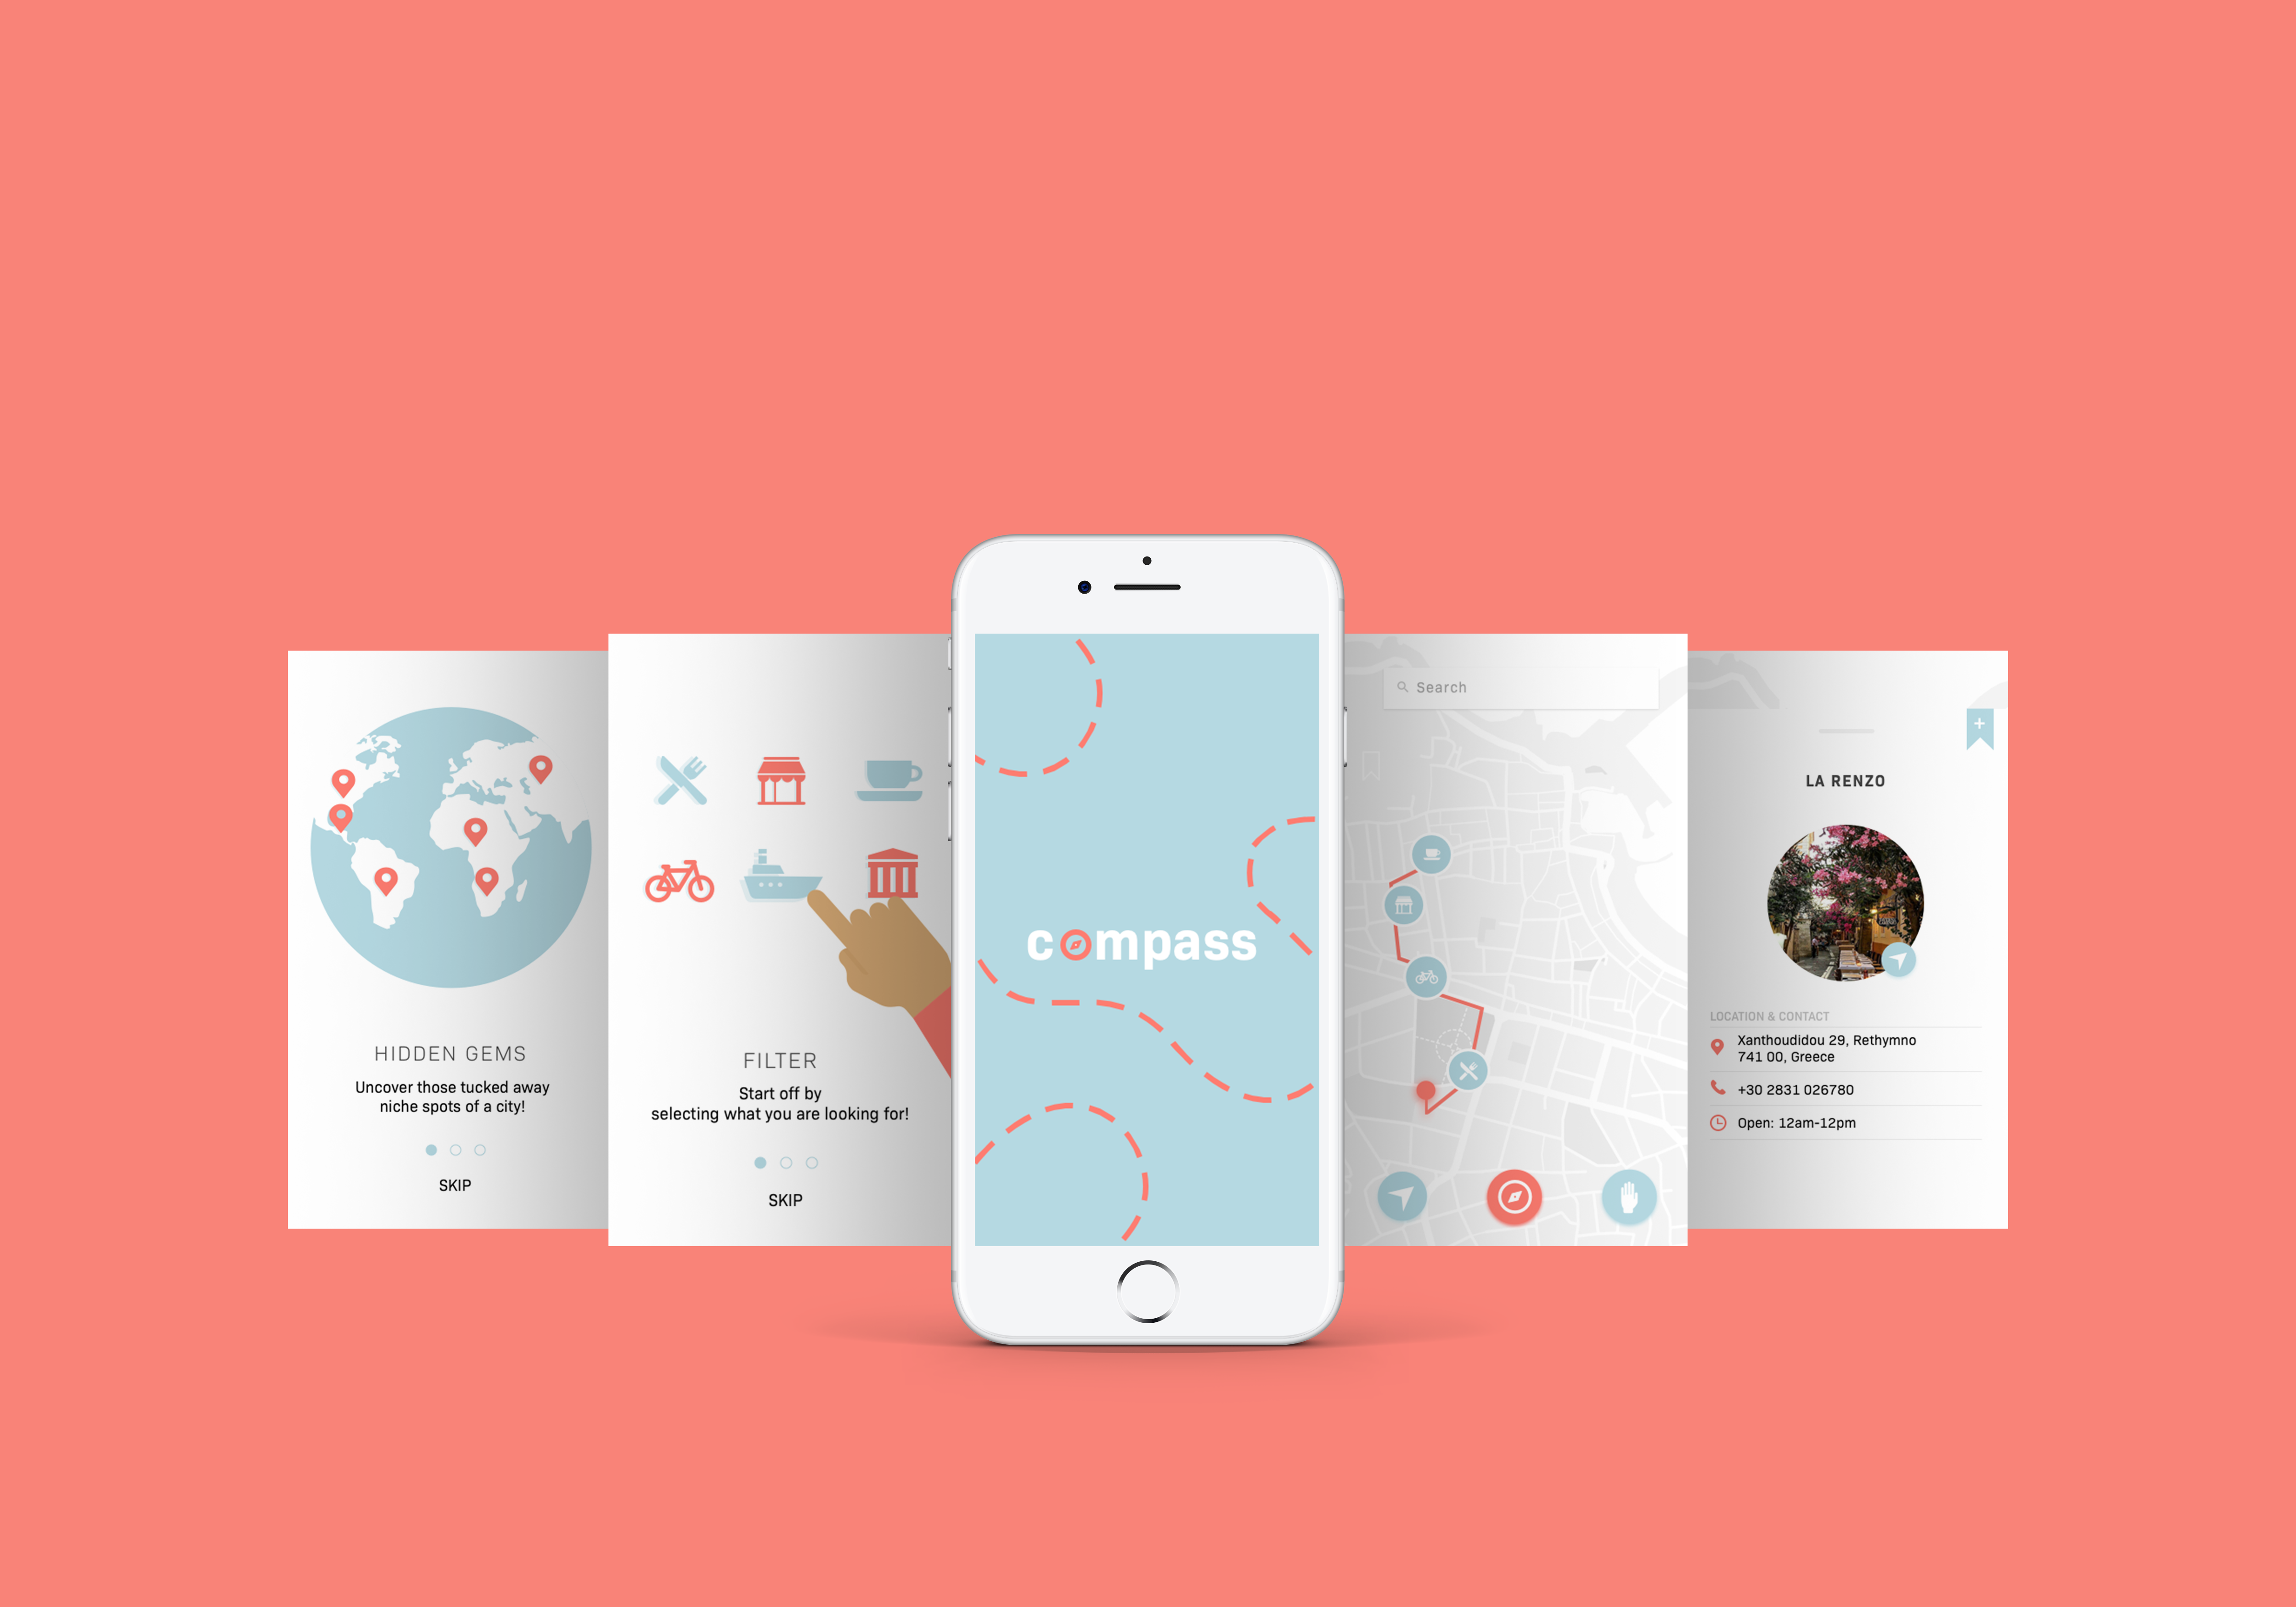 HIDDEN GEMS
Uncover those tucked away
niche spots of a city!
SKIP
FILTER
Start off by
selecting what you are looking for!
SKIP
compass
Search
LA RENZO
LOCATION & CONTACT
Xanthoudidou 29, Rethymno
741 00, Greece
+30 2831 026780
Open: 12am-12pm